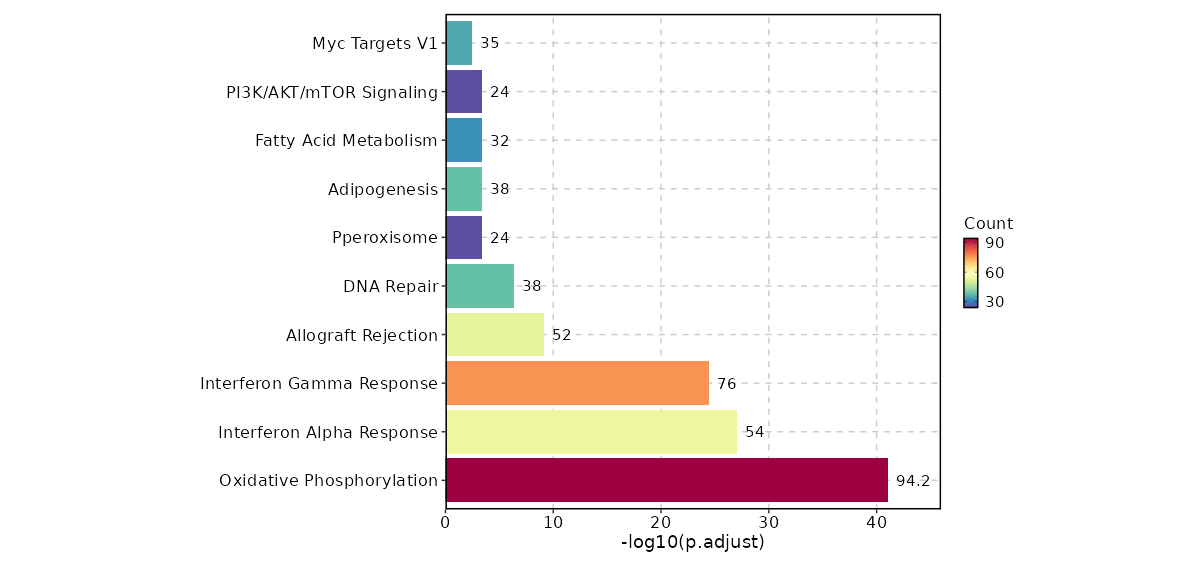 Myc Targets V1 35
PI3K/AKT/mTOR Signaling 24
Fatty Acid Metabolism 32
Adipogenesis 38
Pperoxisome 24
DNA Repair 38
Allograft Rejection 52
Interferon Gamma Response 76
Interferon Alpha Response 54
Oxidative Phosphorylation 94.2
0 10 20 30 40
-log10(p.adjust)
Count
90
60
30